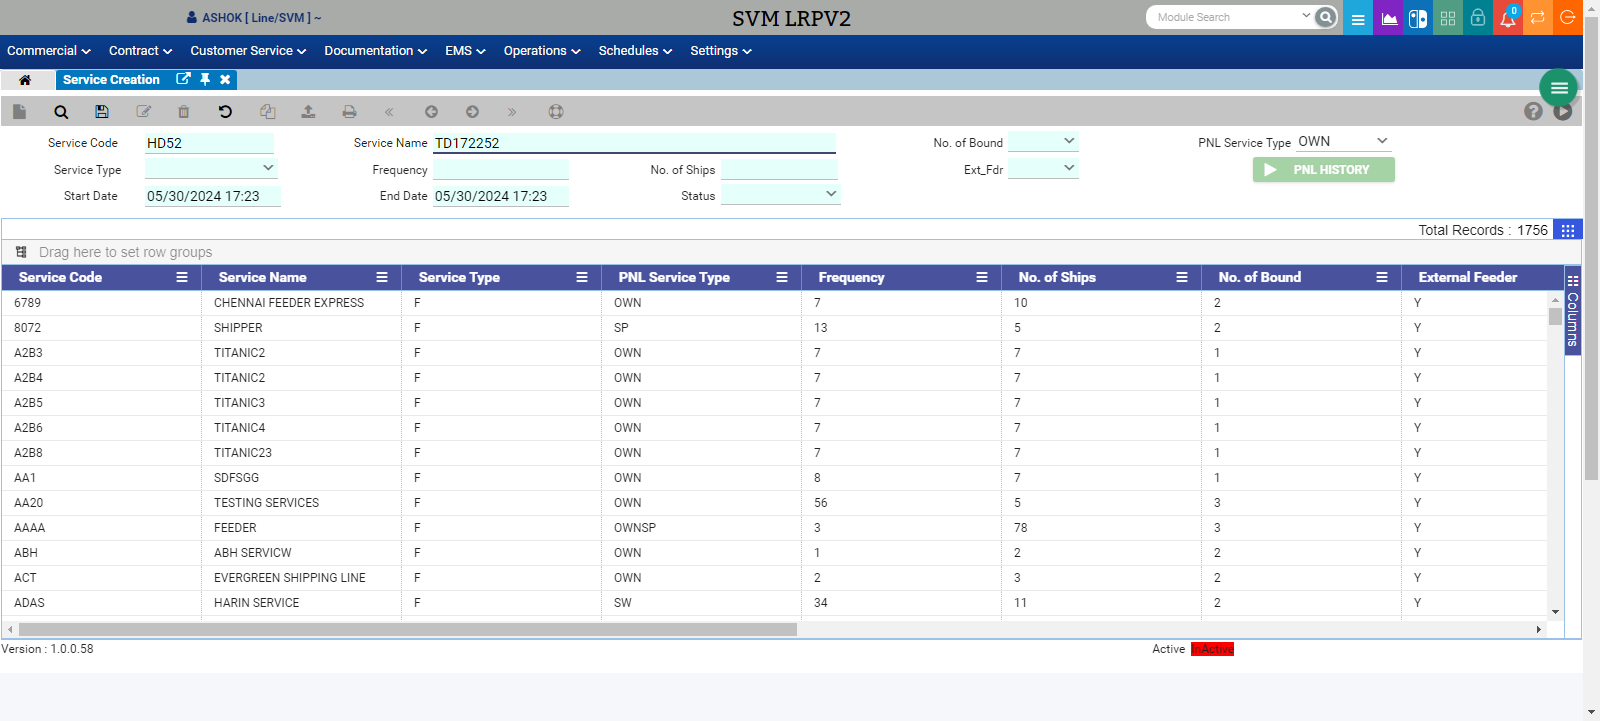 ASHOK [ Line/SVM ] ~ SVM LRPV2 Module Search 0
Commercial Contract Customer Service Documentation EMS Operations Schedules Settings
Service Creation
Service Code HD52 Service Name TD172252 No. of Bound PNL Service Type OWN
Service Type Frequency No. of Ships Ext_Fdr PNL HISTORY
Start Date 05/30/2024 17:23 End Date 05/30/2024 17:23 Status
Total Records : 1756
Drag here to set row groups
Service Code Service Name Service Type PNL Service Type Frequency No. of Ships No. of Bound External Feeder
Columns
6789 CHENNAI FEEDER EXPRESS F OWN 7 10 2 Y
8072 SHIPPER F SP 13 5 2 Y
A2B3 TITANIC2 F OWN 7 7 1 Y
A2B4 TITANIC2 F OWN 7 7 1 Y
A2B5 TITANIC3 F OWN 7 7 1 Y
A2B6 TITANIC4 F OWN 7 7 1 Y
A2B8 TITANIC23 F OWN 7 7 1 Y
AA1 SDFSGG F OWN 8 7 1 Y
AA20 TESTING SERVICES F OWN 56 5 3 Y
AAAA FEEDER F OWNSP 3 78 3 Y
ABH ABH SERVICW F OWN 1 2 2 Y
ACT EVERGREEN SHIPPING LINE F OWN 2 3 2 Y
ADAS HARIN SERVICE F SW 34 11 2 Y
Version : 1.0.0.58 Active InActive